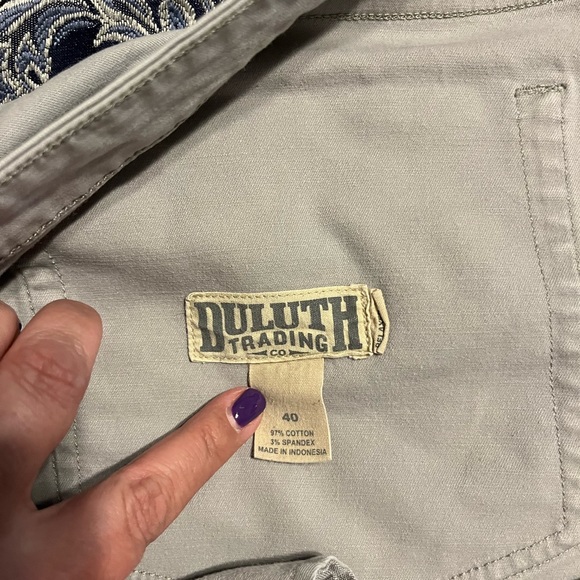 DULUTH
TRADING
CO
40
97% COTTON
3% SPANDEX
MADE IN INDONESIA